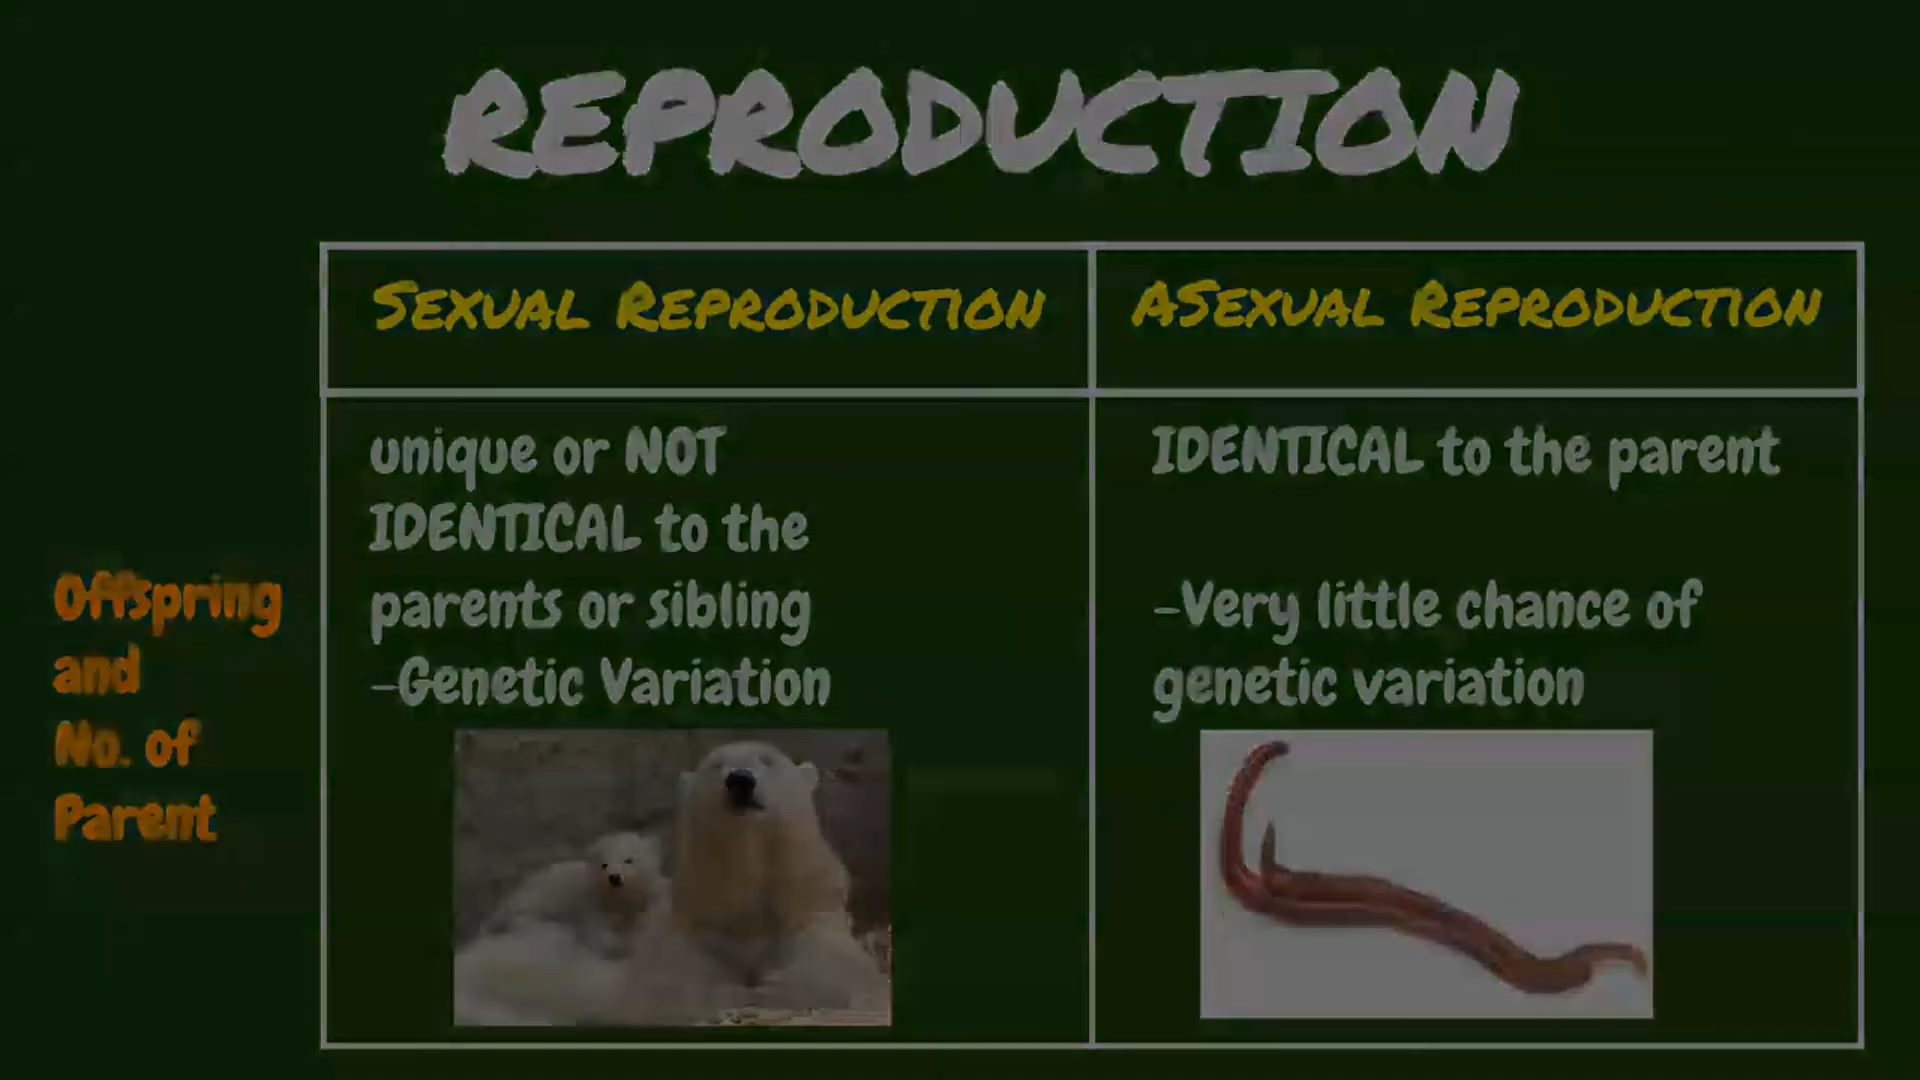 REPRODUCTION
SEXUAL REPRODUCTION
ASEXUAL REPRODUCTION
Offspring
and
No. of
Parent
unique or NOT
IDENTICAL to the
parents or sibling
-Genetic Variation
IDENTICAL to the parent
-Very little chance of
genetic variation